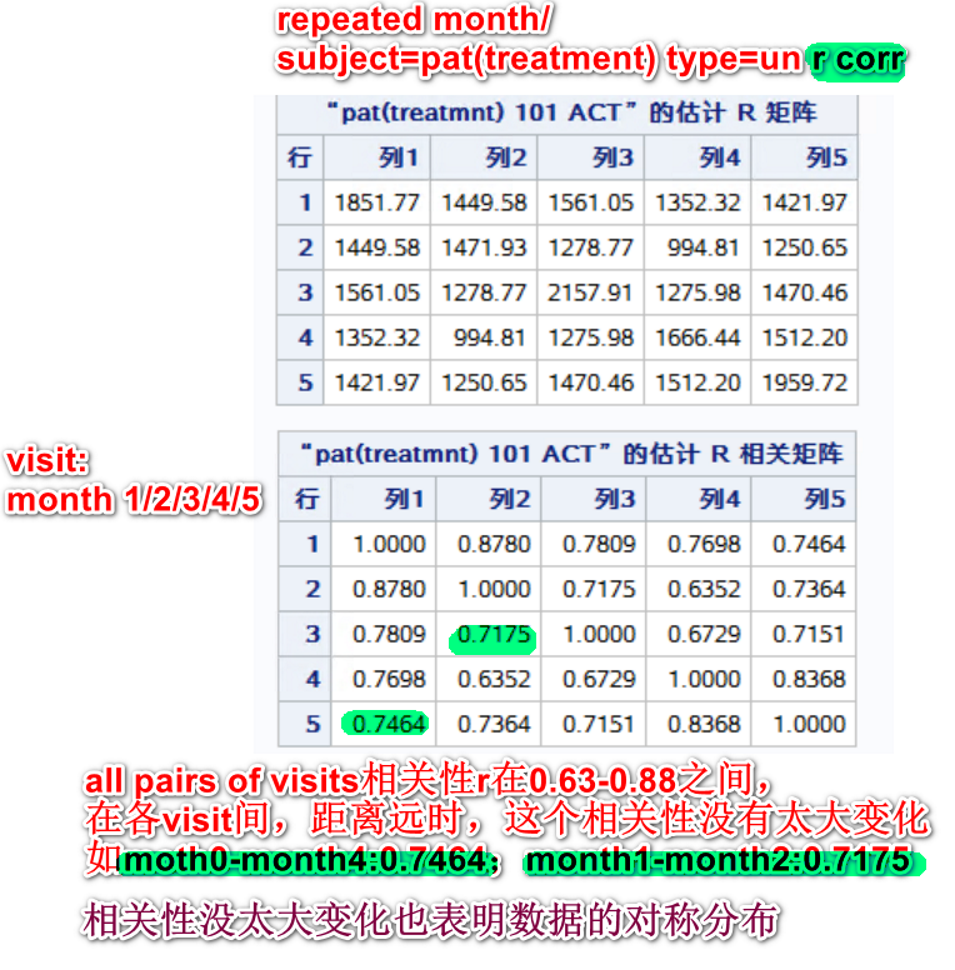 repeated month/
subject=pat(treatment) type=un r corr
“pat(treatmnt) 101 ACT”的估计 R 矩阵
行 列1 列2 列3 列4 列5
1 1851.77 1449.58 1561.05 1352.32 1421.97
2 1449.58 1471.93 1278.77 994.81 1250.65
3 1561.05 1278.77 2157.91 1275.98 1470.46
4 1352.32 994.81 1275.98 1666.44 1512.20
5 1421.97 1250.65 1470.46 1512.20 1959.72
“pat(treatmnt) 101 ACT”的估计 R 相关矩阵
行 列1 列2 列3 列4 列5
1 1.0000 0.8780 0.7809 0.7698 0.7464
2 0.8780 1.0000 0.7175 0.6352 0.7364
3 0.7809 0.7175 1.0000 0.6729 0.7151
4 0.7698 0.6352 0.6729 1.0000 0.8368
5 0.7464 0.7364 0.7151 0.8368 1.0000
visit:
month 1/2/3/4/5
all pairs of visits相关性r在0.63-0.88之间，
在各visit间，距离远时，这个相关性没有太大变化
如moth0-month4:0.7464；month1-month2:0.7175
相关性没太大变化也表明数据的对称分布